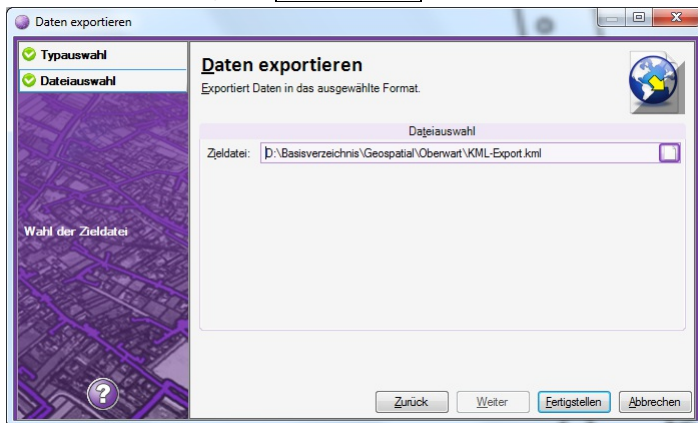 Daten exportieren
Typauswahl
Dateiauswahl
Wahl der Zieldatei
?
Daten exportieren
Exportiert Daten in das ausgewählte Format.
Dateiauswahl
Zieldatei: D:\Basisverzeichnis\Geospatial\Oberwart\KML-Export.kml
Zurück Weiter Fertigstellen Abbrechen